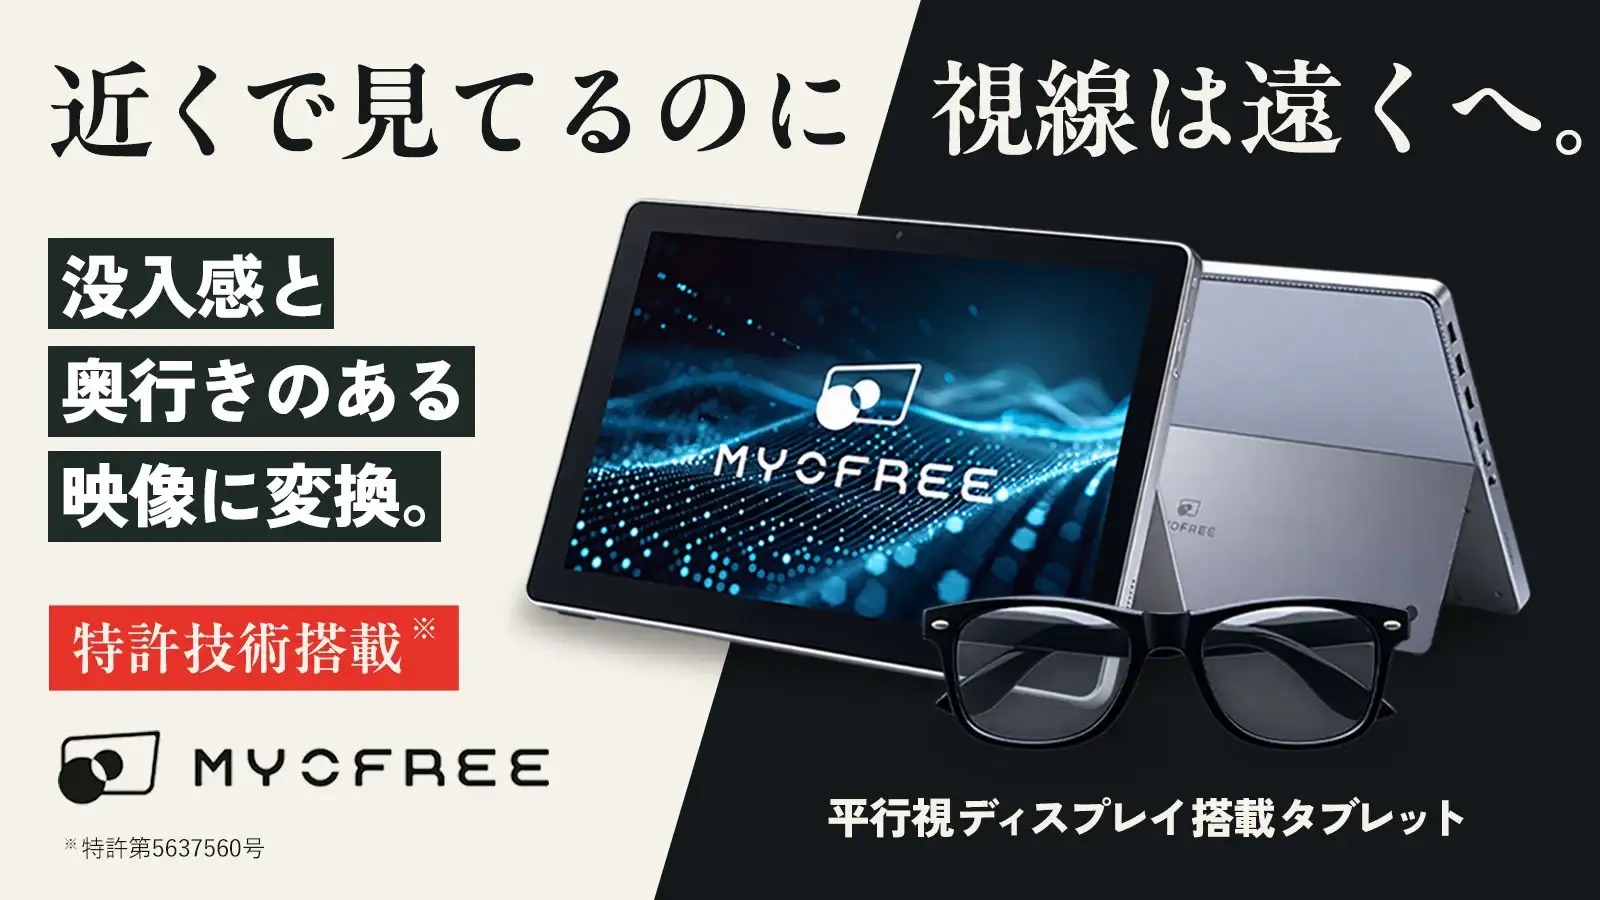 近くで見てるのに 視線は遠くへ。
没入感と
奥行きのある
映像に変換。
特許技術搭載※
MYOFREE
※特許第5637560号
MYOFREE
YOFREE
平行視ディスプレイ搭載タブレット